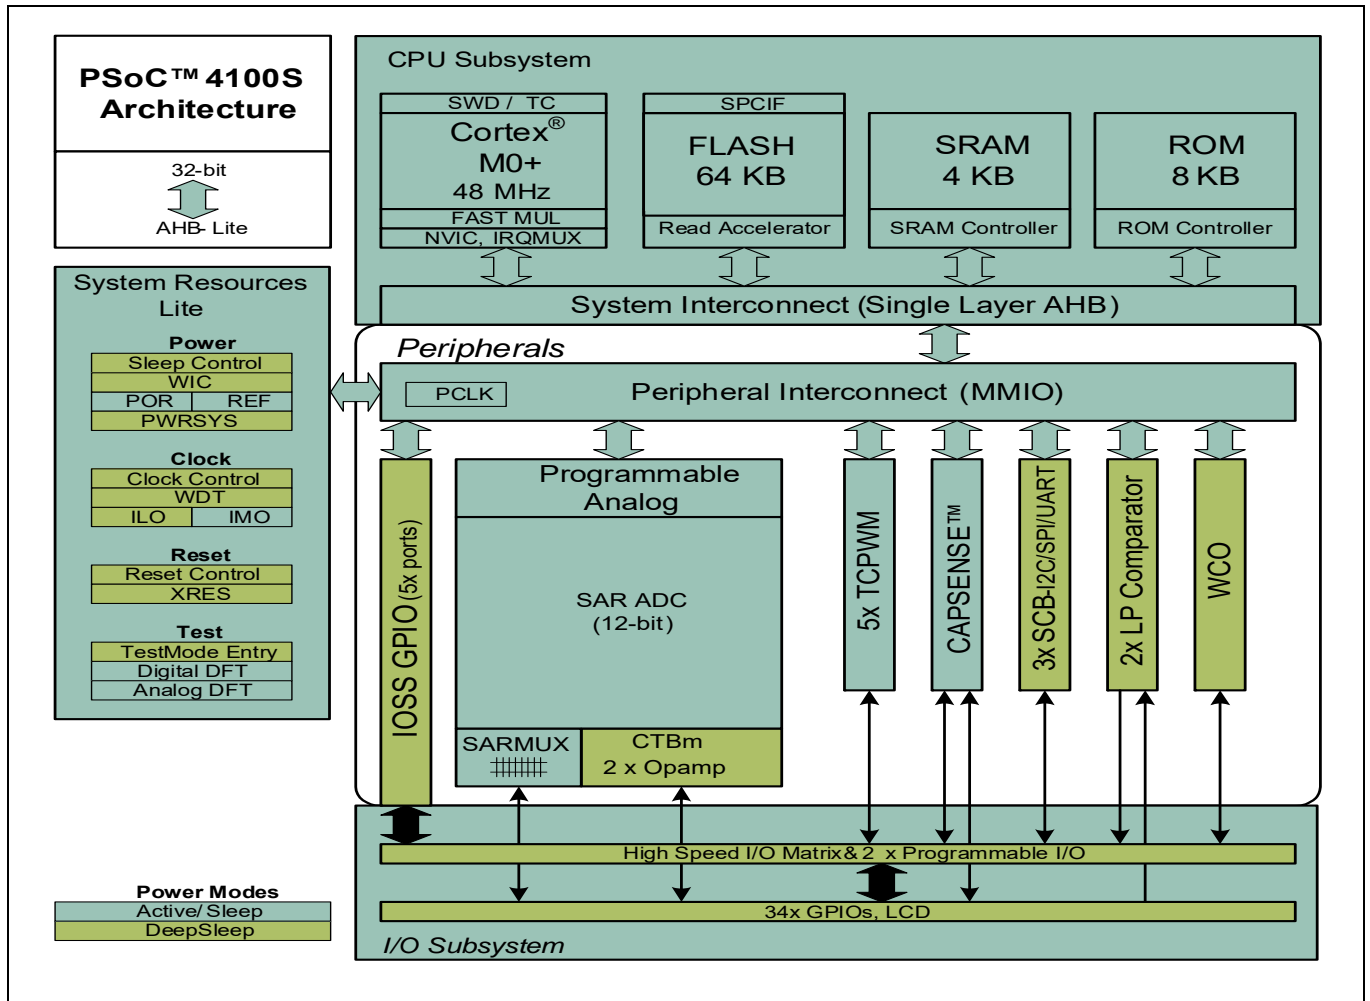 PSoC™ 4100S
Architecture
32-bit
AHB- Lite
CPU Subsystem
SWD / TC
Cortex®
M0+
48 MHz
FAST MUL
NVIC, IRQMUX
SPCIF
FLASH
64 KB
Read Accelerator
SRAM
4 KB
SRAM Controller
ROM
8 KB
ROM Controller
System Interconnect (Single Layer AHB)
System Resources
Lite
Power
Sleep Control
WIC
POR
REF
PWRSYS
Clock
Clock Control
WDT
ILO
IMO
Reset
Reset Control
XRES
Test
TestMode Entry
Digital DFT
Analog DFT
Peripherals
PCLK
Peripheral Interconnect (MMIO)
IOSS GPIO (5x ports)
Programmable
Analog
SAR ADC
(12-bit)
SARMUX
CTBm
2 x Opamp
5x TCPWM
CAPSENSE™
3x SCB-I2C/SPI/UART
2x LP Comparator
WCO
High Speed I/O Matrix& 2 x Programmable I/O
34x GPIOs, LCD
I/O Subsystem
Power Modes
Active/ Sleep
DeepSleep